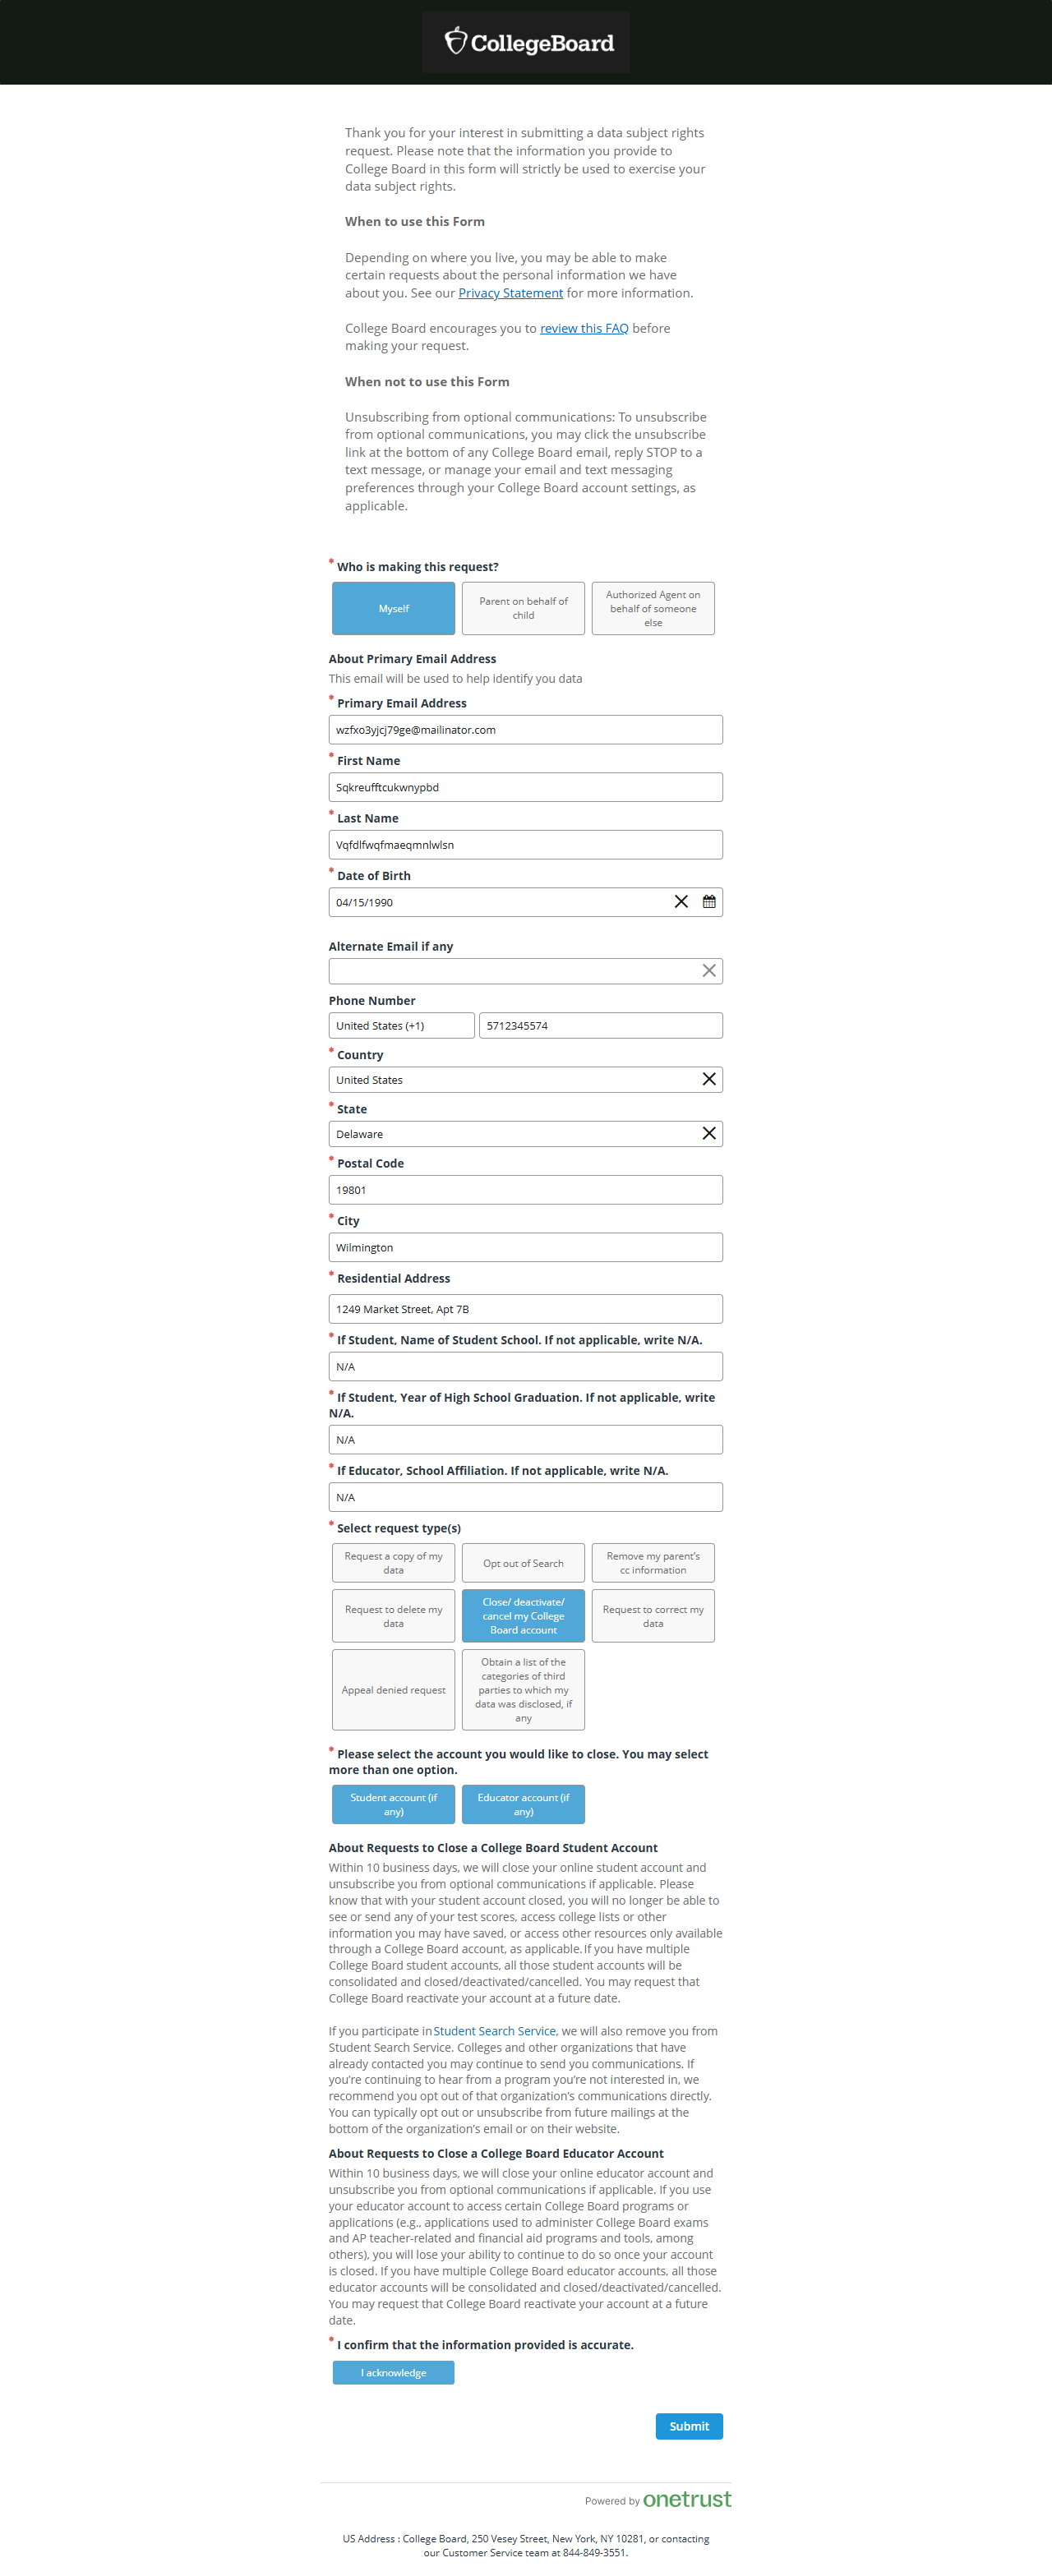 CollegeBoard
Thank you for your interest in submitting a data subject rights
request. Please note that the information you provide to
College Board in this form will strictly be used to exercise your
data subject rights.
When to use this Form
Depending on where you live, you may be able to make
certain requests about the personal information we have
about you. See our Privacy Statement for more information.
College Board encourages you to review this FAQ before
making your request.
When not to use this Form
Unsubscribing from optional communications: To unsubscribe
from optional communications, you may click the unsubscribe
link at the bottom of any College Board email, reply STOP to a
text message, or manage your email and text messaging
preferences through your College Board account settings, as
applicable.
* Who is making this request?
Myself
Parent on behalf of
child
Authorized Agent on
behalf of someone
else
About Primary Email Address
This email will be used to help identify you data
* Primary Email Address
wzfxo3yjcj79ge@mailinator.com
* First Name
Sqkreufftcukwnypbd
* Last Name
Vqfdlfwqfmaeqmnlwlsn
* Date of Birth
04/15/1990
Alternate Email if any
Phone Number
United States (+1)
5712345574
* Country
United States
* State
Delaware
* Postal Code
19801
* City
Wilmington
* Residential Address
1249 Market Street, Apt 7B
* If Student, Name of Student School. If not applicable, write N/A.
N/A
* If Student, Year of High School Graduation. If not applicable, write
N/A.
N/A
* If Educator, School Affiliation. If not applicable, write N/A.
N/A
* Select request type(s)
Request a copy of my
data
Opt out of Search
Remove my parent's
cc information
Request to delete my
data
Close/ deactivate/
cancel my College
Board account
Request to correct my
data
Appeal denied request
Obtain a list of the
categories of third
parties to which my
data was disclosed, if
any
* Please select the account you would like to close. You may select
more than one option.
Student account (if
any)
Educator account (if
any)
About Requests to Close a College Board Student Account
Within 10 business days, we will close your online student account and
unsubscribe you from optional communications if applicable. Please
know that with your student account closed, you will no longer be able to
see or send any of your test scores, access college lists or other
information you may have saved, or access other resources only available
through a College Board account, as applicable. If you have multiple
College Board student accounts, all those student accounts will be
consolidated and closed/deactivated/cancelled. You may request that
College Board reactivate your account at a future date.
If you participate in Student Search Service, we will also remove you from
Student Search Service. Colleges and other organizations that have
already contacted you may continue to send you communications. If
you're continuing to hear from a program you're not interested in, we
recommend you opt out of that organization's communications directly.
You can typically opt out or unsubscribe from future mailings at the
bottom of the organization's email or on their website.
About Requests to Close a College Board Educator Account
Within 10 business days, we will close your online educator account and
unsubscribe you from optional communications if applicable. If you use
your educator account to access certain College Board programs or
applications (e.g., applications used to administer College Board exams
and AP teacher-related and financial aid programs and tools, among
others), you will lose your ability to continue to do so once your account
is closed. If you have multiple College Board educator accounts, all those
educator accounts will be consolidated and closed/deactivated/cancelled.
You may request that College Board reactivate your account at a future
date.
* I confirm that the information provided is accurate.
I acknowledge
Submit
Powered by onetrust
US Address : College Board, 250 Vesey Street, New York, NY 10281, or contacting
our Customer Service team at 844-849-3551.